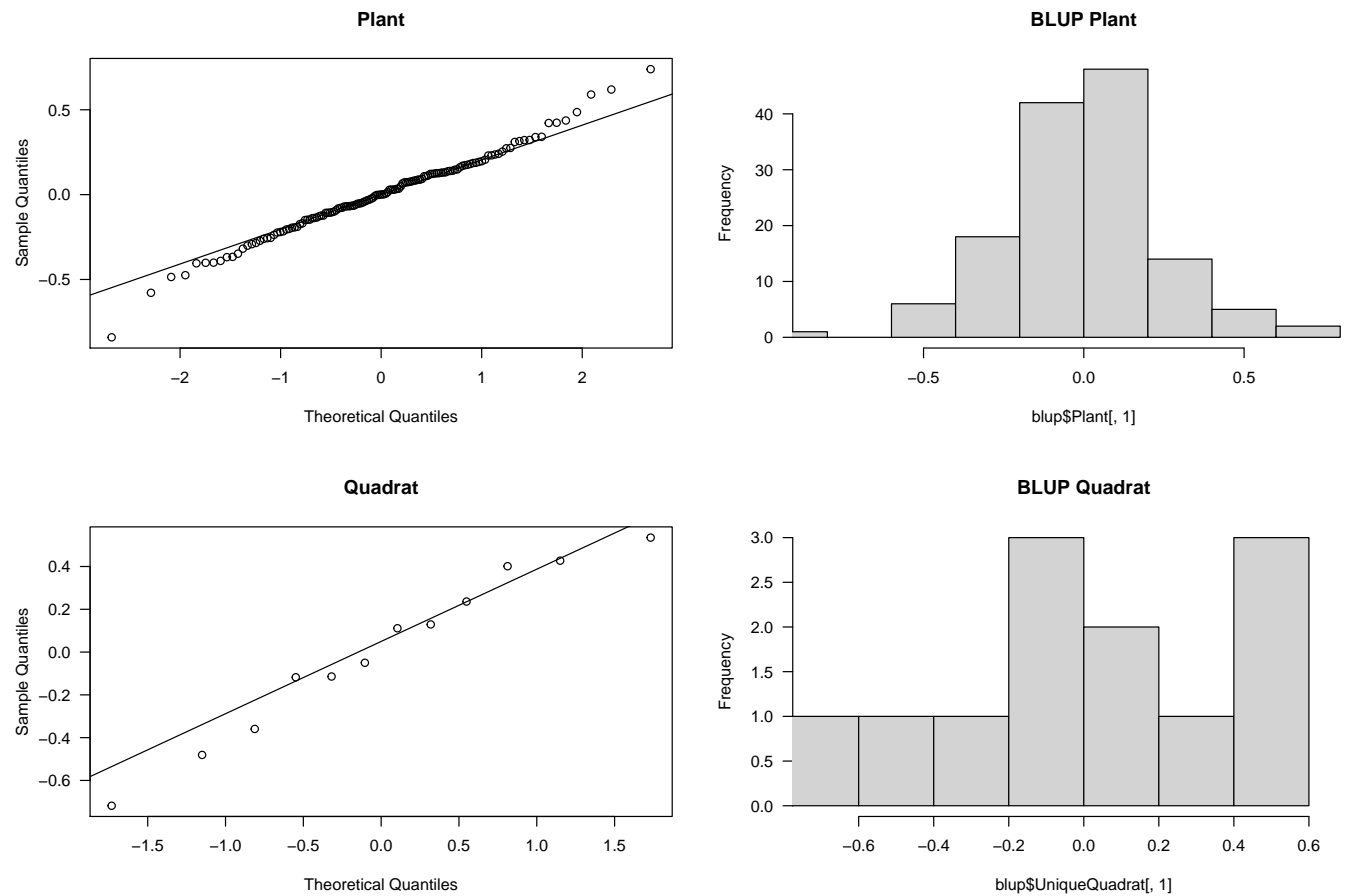 Plant
Sample Quantiles
0.5
0.0
−0.5
−2 −1 0 1 2
Theoretical Quantiles
BLUP Plant
Frequency
40
30
20
10
0
−0.5 0.0 0.5
blup$Plant[, 1]
Quadrat
Sample Quantiles
0.4
0.2
0.0
−0.2
−0.4
−0.6
−1.5 −1.0 −0.5 0.0 0.5 1.0 1.5
Theoretical Quantiles
BLUP Quadrat
Frequency
3.0
2.5
2.0
1.5
1.0
0.5
0.0
−0.6 −0.4 −0.2 0.0 0.2 0.4 0.6
blup$UniqueQuadrat[, 1]